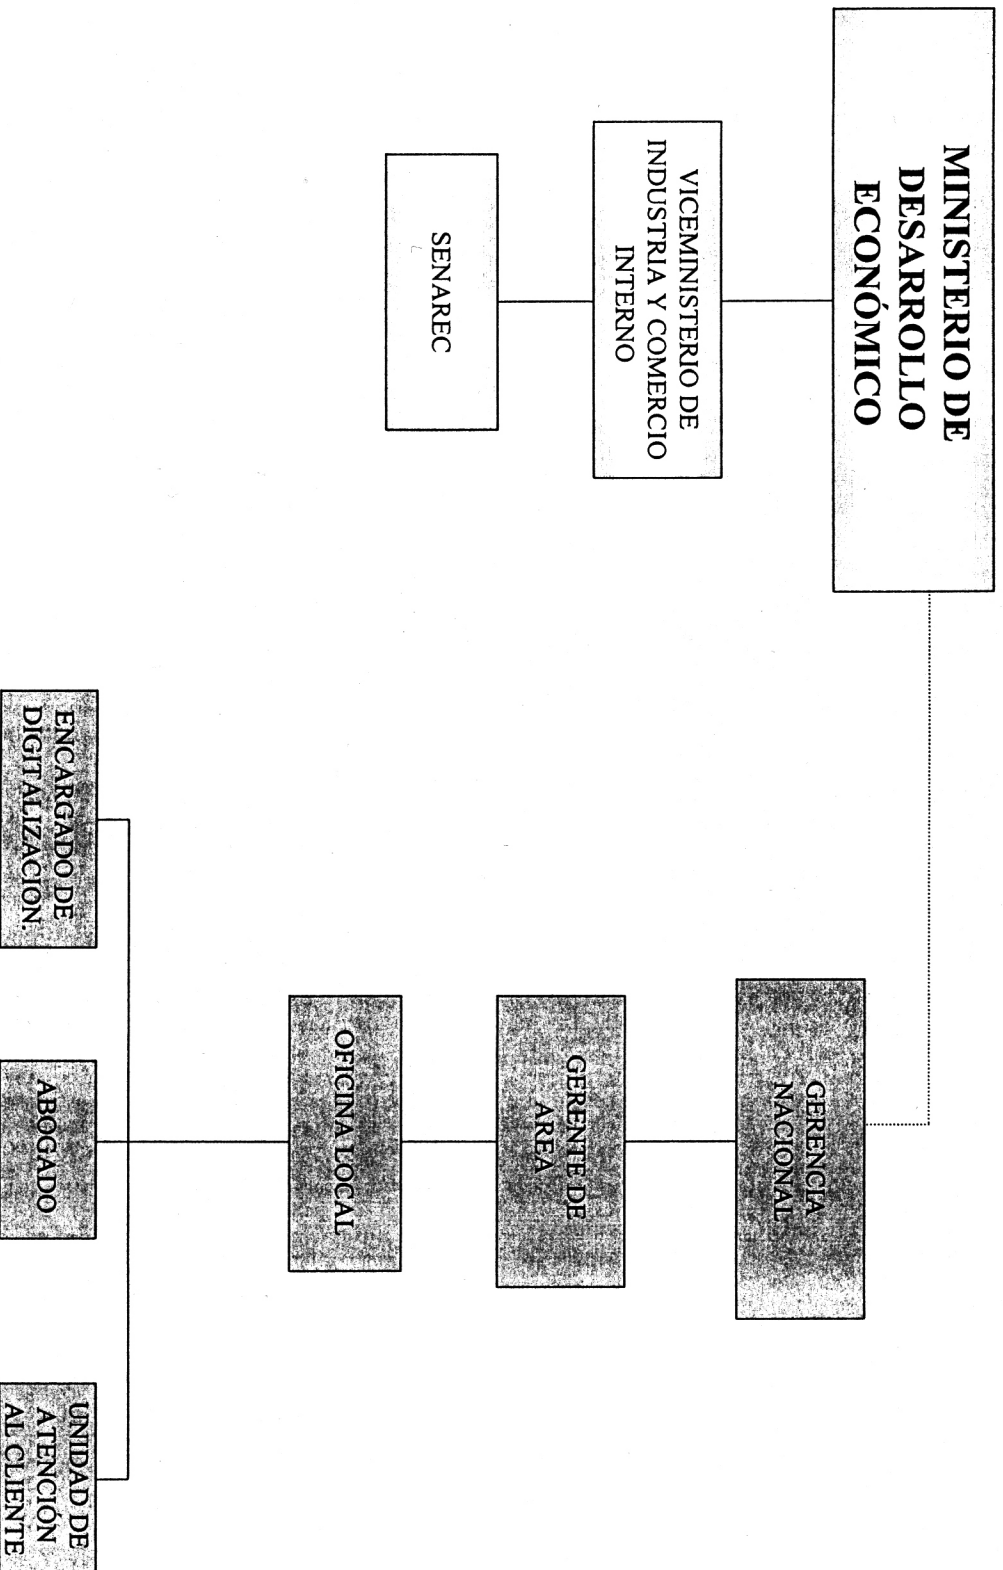 MINISTERIO DE
DESARROLLO
ECONÓMICO
VICEMINISTERIO DE
INDUSTRIA Y COMERCIO
INTERNO
SENAREC
GERENCIA
NACIONAL
GERENTE DE
AREA
OFICINA LOCAL
ENCARGADO DE
DIGITALIZACION.
ABOGADO
UNIDAD DE
ATENCIÓN
AL CLIENTE